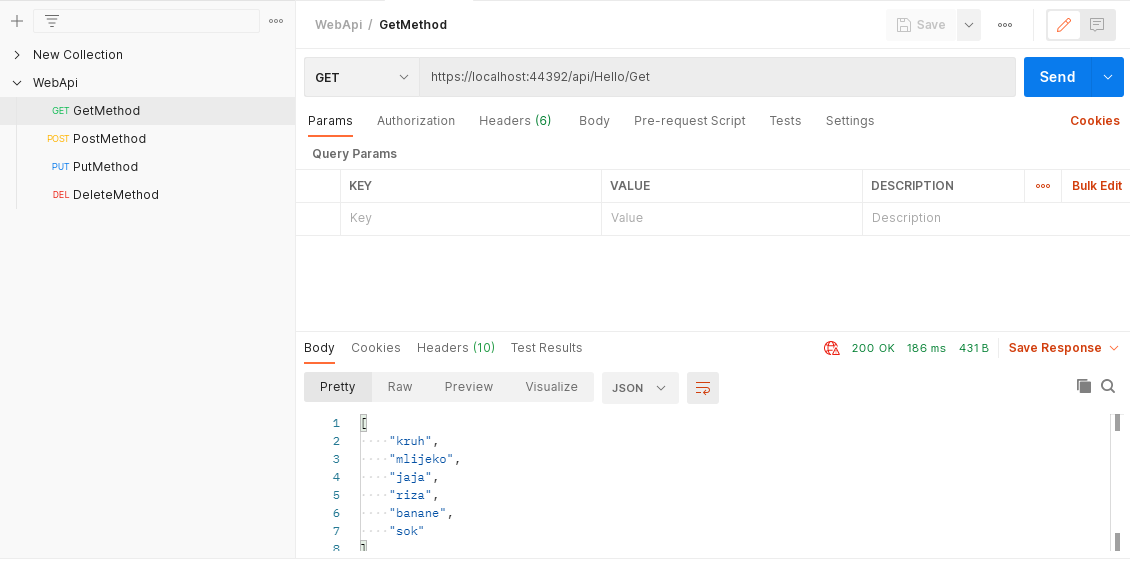 WebApi / GetMethod
Save
New Collection
WebApi
GET GetMethod
POST PostMethod
PUT PutMethod
DEL DeleteMethod
GET
https://localhost:44392/api/Hello/Get
Send
Params Authorization Headers (6) Body Pre-request Script Tests Settings Cookies
Query Params
KEY VALUE DESCRIPTION Bulk Edit
Key Value Description
Body Cookies Headers (10) Test Results 200 OK 186 ms 431 B Save Response
Pretty Raw Preview Visualize JSON
1 [
2 "kruh",
3 "mlijeko",
4 "jaja",
5 "riza",
6 "banane",
7 "sok"
8 ]